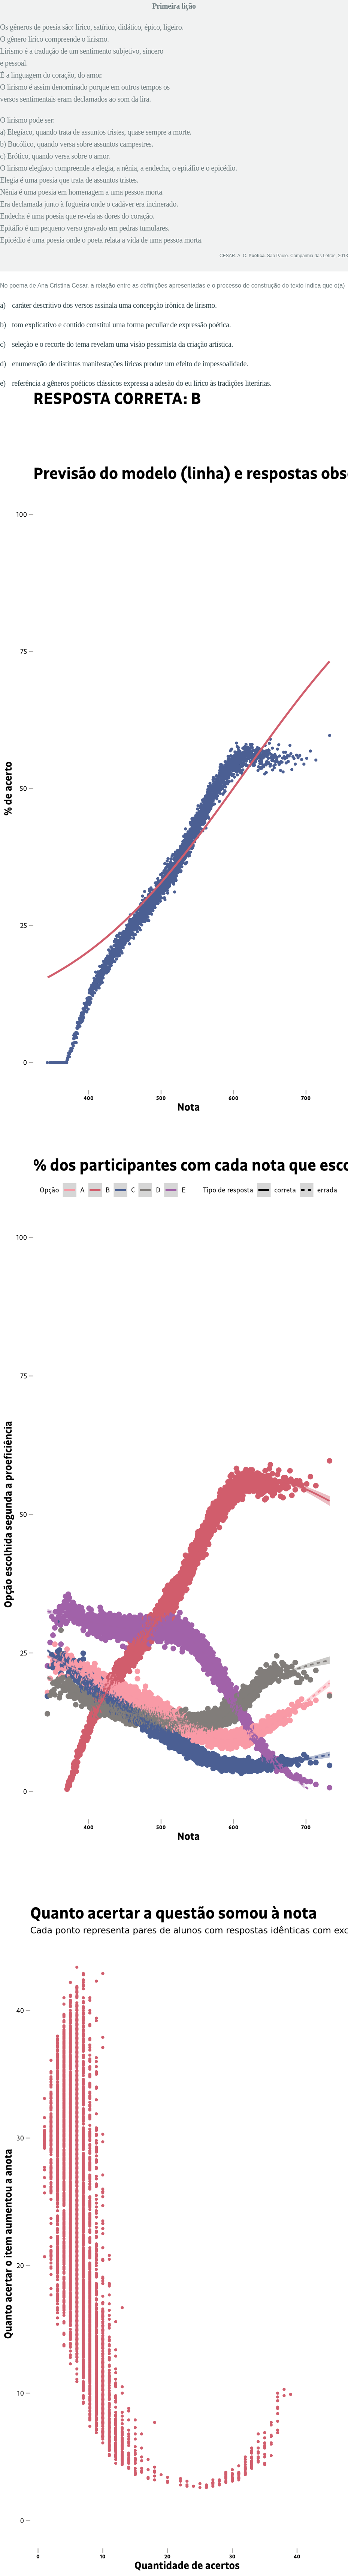 Primeira lição
Os gêneros de poesia são: lírico, satírico, didático, épico, ligeiro.
O gênero lírico compreende o lirismo.
Lirismo é a tradução de um sentimento subjetivo, sincero
e pessoal.
É a linguagem do coração, do amor.
O lirismo é assim denominado porque em outros tempos os
versos sentimentais eram declamados ao som da lira.
O lirismo pode ser:
a) Elegíaco, quando trata de assuntos tristes, quase sempre a morte.
b) Bucólico, quando versa sobre assuntos campestres.
c) Erótico, quando versa sobre o amor.
O lirismo elegíaco compreende a elegia, a nênia, a endecha, o epitáfio e o epicédio.
Elegia é uma poesia que trata de assuntos tristes.
Nênia é uma poesia em homenagem a uma pessoa morta.
Era declamada junto à fogueira onde o cadáver era incinerado.
Endecha é uma poesia que revela as dores do coração.
Epitáfio é um pequeno verso gravado em pedras tumulares.
Epicédio é uma poesia onde o poeta relata a vida de uma pessoa morta.
CESAR, A. C. Poética. São Paulo: Companhia das Letras, 2013
No poema de Ana Cristina Cesar, a relação entre as definições apresentadas e o processo de construção do texto indica que o(a)
a) caráter descritivo dos versos assinala uma concepção irônica de lirismo.
b) tom explicativo e contido constitui uma forma peculiar de expressão poética.
c) seleção e o recorte do tema revelam uma visão pessimista da criação artística.
d) enumeração de distintas manifestações líricas produz um efeito de impessoalidade.
e) referência a gêneros poéticos clássicos expressa a adesão do eu lírico às tradições literárias.
RESPOSTA CORRETA: B
Previsão do modelo (linha) e respostas obs
100
75
50
25
0
% de acerto
400 500 600 700
Nota
% dos participantes com cada nota que esco
Opção A B C D E Tipo de resposta correta errada
100
75
50
25
0
Opção escolhida segunda a proeficiência
400 500 600 700
Nota
Quanto acertar a questão somou à nota
Cada ponto representa pares de alunos com respostas idênticas com exc
40
30
20
10
0
Quanto acertar o item aumentou a anota
0 10 20 30 40
Quantidade de acertos